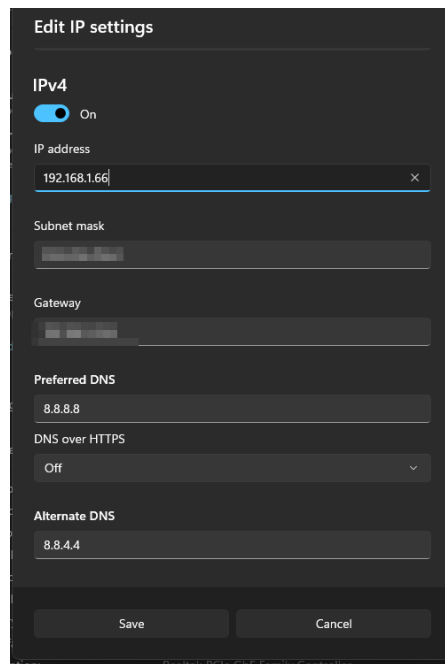 Edit IP settings
IPv4
On
IP address
192.168.1.66
Subnet mask
Gateway
Preferred DNS
8.8.8.8
DNS over HTTPS
Off
Alternate DNS
8.8.4.4
Save Cancel